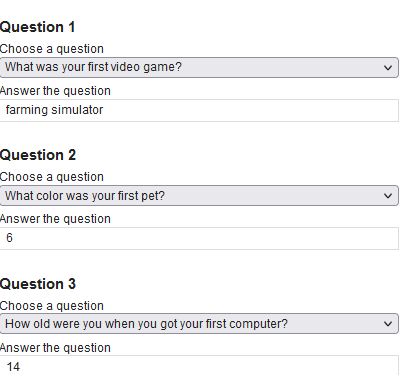 Question 1
Choose a question
What was your first video game?
Answer the question
farming simulator
Question 2
Choose a question
What color was your first pet?
Answer the question
6
Question 3
Choose a question
How old were you when you got your first computer?
Answer the question
14